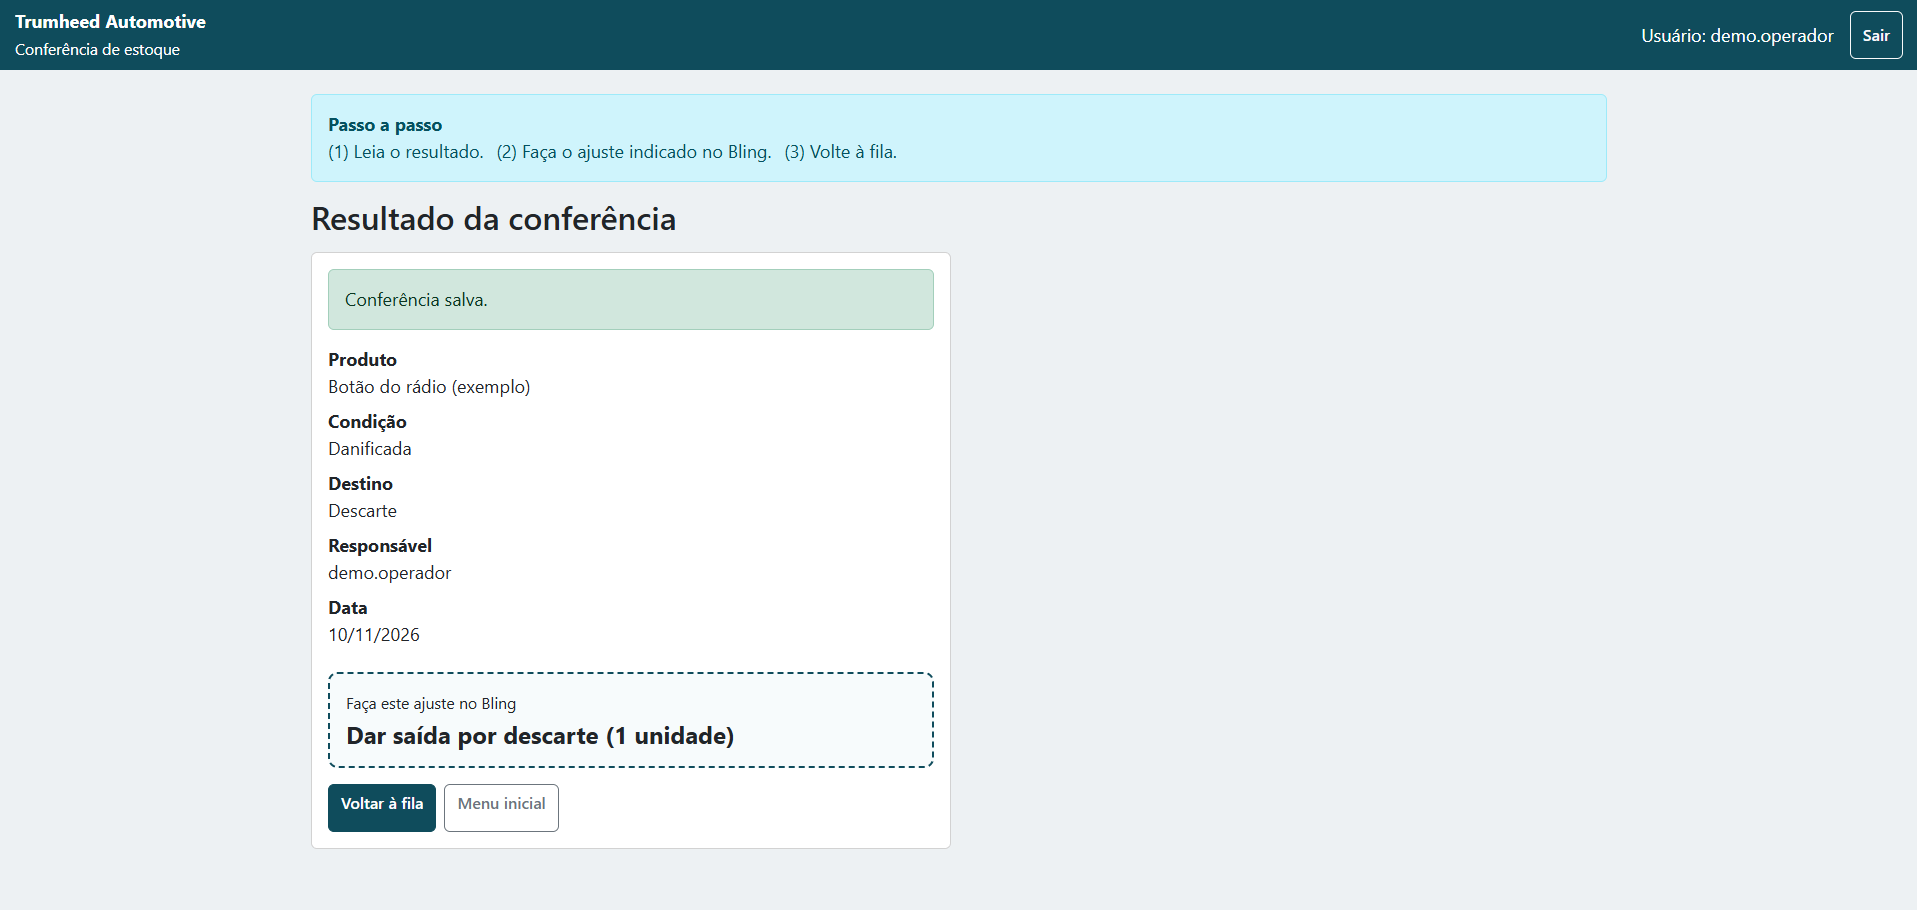 Trumheed Automotive
Conferência de estoque
Usuário: demo.operador
Sair
Passo a passo
(1) Leia o resultado. (2) Faça o ajuste indicado no Bling. (3) Volte à fila.
Resultado da conferência
Conferência salva.
Produto
Botão do rádio (exemplo)
Condição
Danificada
Destino
Descarte
Responsável
demo.operador
Data
10/11/2026
Faça este ajuste no Bling
Dar saída por descarte (1 unidade)
Voltar à fila
Menu inicial